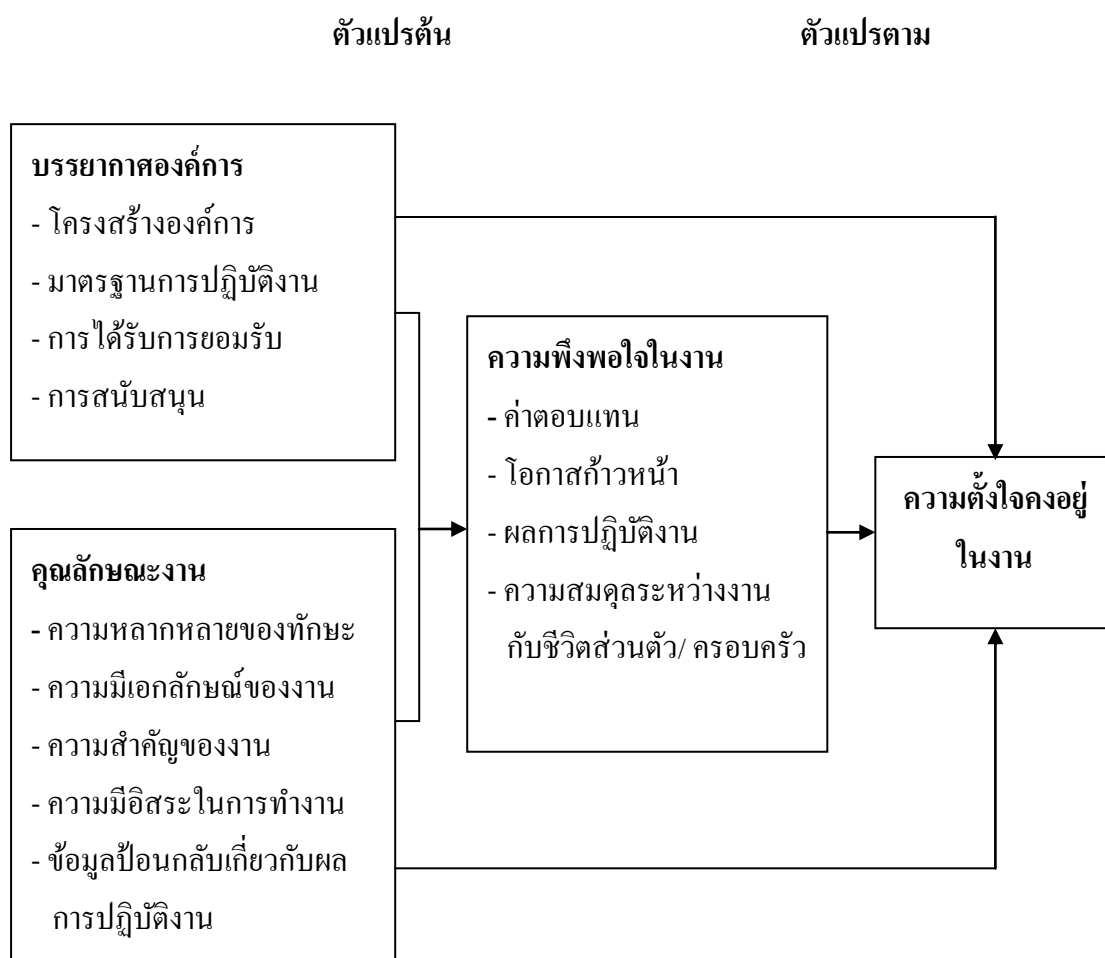 ตัวแปรต้น ตัวแปรตาม
บรรยากาศองค์การ
- โครงสร้างองค์การ
- มาตรฐานการปฏิบัติงาน
- การได้รับการยอมรับ
- การสนับสนุน
ความพึงพอใจในงาน
- ค่าตอบแทน
- โอกาสก้าวหน้า
- ผลการปฏิบัติงาน
- ความสมดุลระหว่างงาน
กับชีวิตส่วนตัว/ ครอบครัว
ความตั้งใจคงอยู่
ในงาน
คุณลักษณะงาน
- ความหลากหลายของทักษะ
- ความมีเอกลักษณ์ของงาน
- ความสำคัญของงาน
- ความมีอิสระในการทำงาน
- ข้อมูลป้อนกลับเกี่ยวกับผล
การปฏิบัติงาน